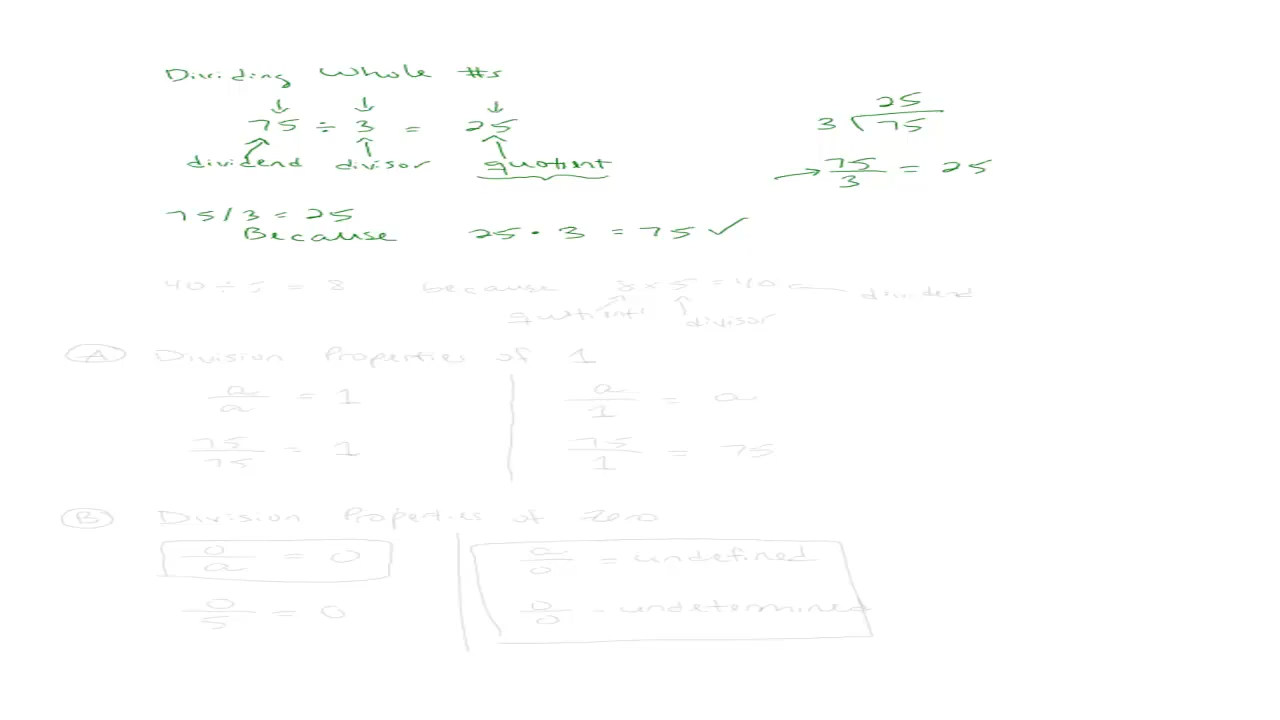 Dividing Whole #s
75 ÷ 3 = 25
dividend divisor quotient
25
3 75
75/3 = 25
75/3 = 25
Because 25 · 3 = 75 ✓
40 ÷ 5 = 8 because 8 × 5 = 40 dividend
quotient divisor
A Division Properties of 1
a/a = 1 a/1 = a
75/75 = 1 75/1 = 75
B Division Properties of Zero
0/a = 0 a/0 = undefined
0/5 = 0 0/0 - undetermined